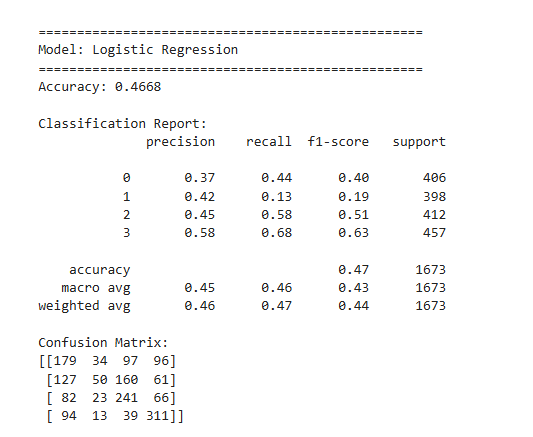 ==================================================
Model: Logistic Regression
==================================================
Accuracy: 0.4668
Classification Report:
precision recall f1-score support
0 0.37 0.44 0.40 406
1 0.42 0.13 0.19 398
2 0.45 0.58 0.51 412
3 0.58 0.68 0.63 457
accuracy 0.47 1673
macro avg 0.45 0.46 0.43 1673
weighted avg 0.46 0.47 0.44 1673
Confusion Matrix:
[[179 34 97 96]
[127 50 160 61]
[ 82 23 241 66]
[ 94 13 39 311]]